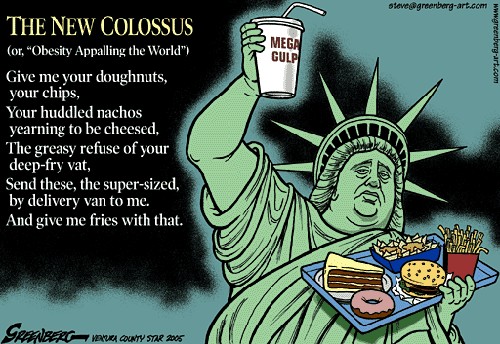 steve@greenberg-art.com
www.greenberg-art.com
THE NEW COLOSSUS
(or, “Obesity Appalling the World”)
Give me your doughnuts,
your chips,
Your huddled nachos
yearning to be cheesed,
The greasy refuse of your
deep-fry vat,
Send these, the super-sized,
by delivery van to me.
And give me fries with that.
MEGA
GULP
GREENBERG VENTURA COUNTY STAR 2005